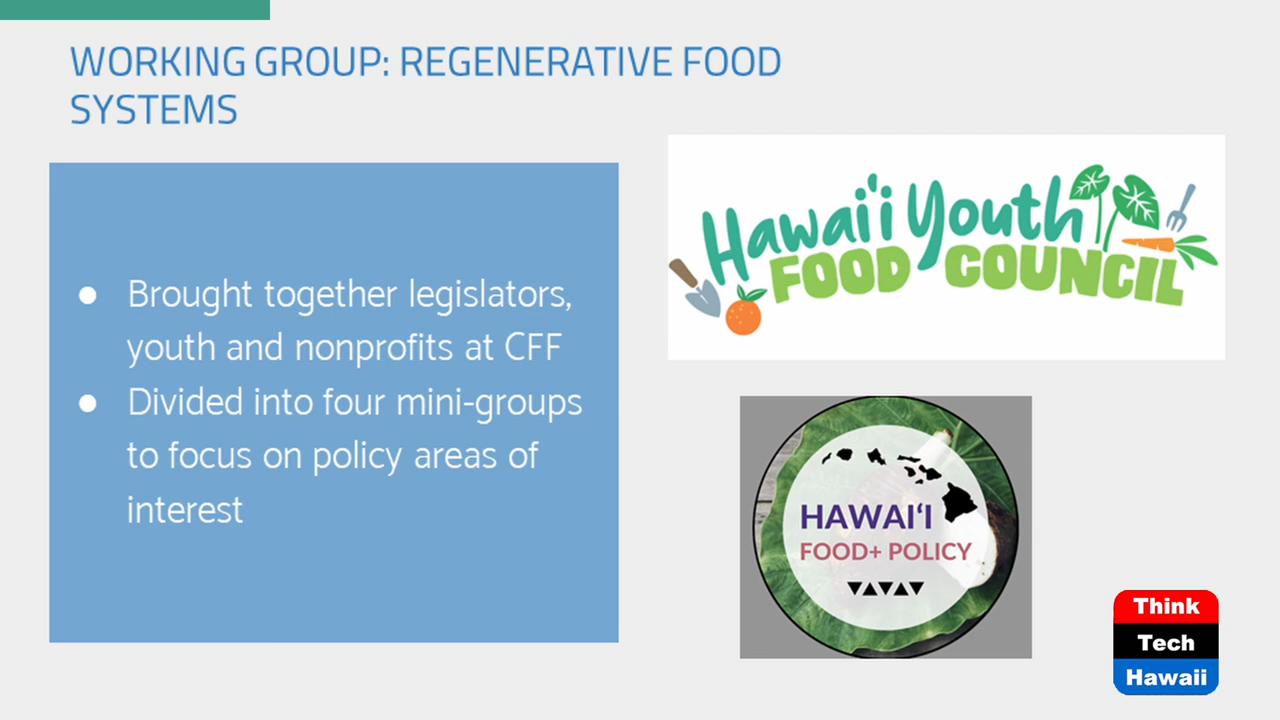 WORKING GROUP: REGENERATIVE FOOD
SYSTEMS
● Brought together legislators,
youth and nonprofits at CFF
● Divided into four mini-groups
to focus on policy areas of
interest
Hawai'i Youth
FOOD COUNCIL
HAWAI‘I
FOOD+ POLICY
Think
Tech
Hawaii